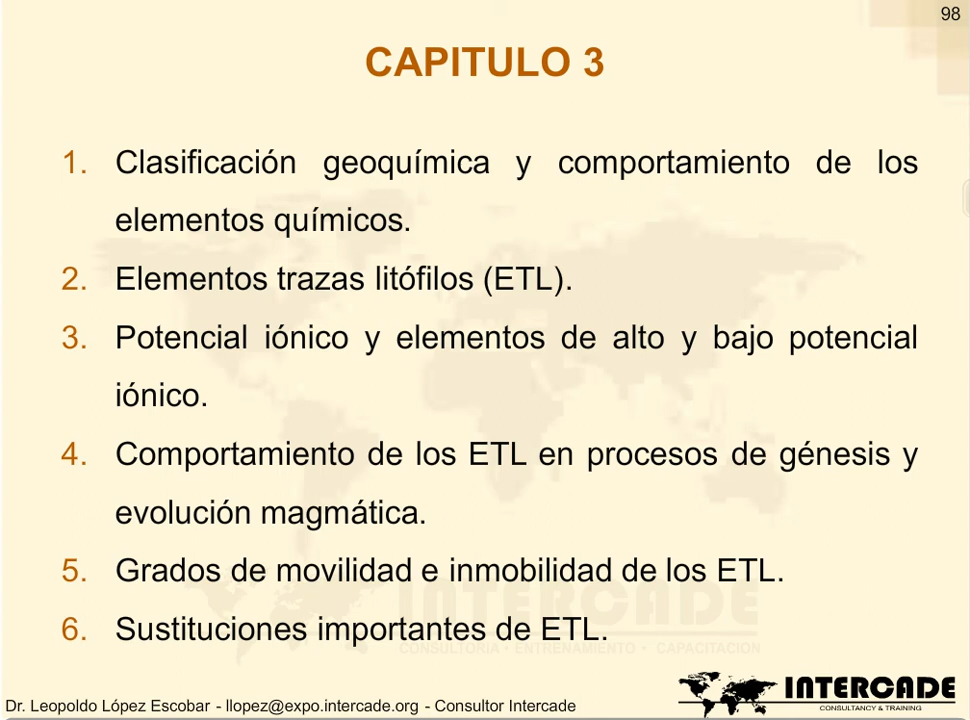 98
CAPITULO 3
1. Clasificación geoquímica y comportamiento de los
elementos químicos.
2. Elementos trazas litófilos (ETL).
3. Potencial iónico y elementos de alto y bajo potencial
iónico.
4. Comportamiento de los ETL en procesos de génesis y
evolución magmática.
5. Grados de movilidad e inmobilidad de los ETL.
6. Sustituciones importantes de ETL.
INTERCADE
CONSULTORIA • ENTRENAMIENTO • CAPACITACION
INTERCADE
CONSULTANCY & TRAINING
Dr. Leopoldo López Escobar - llopez@expo.intercade.org - Consultor Intercade